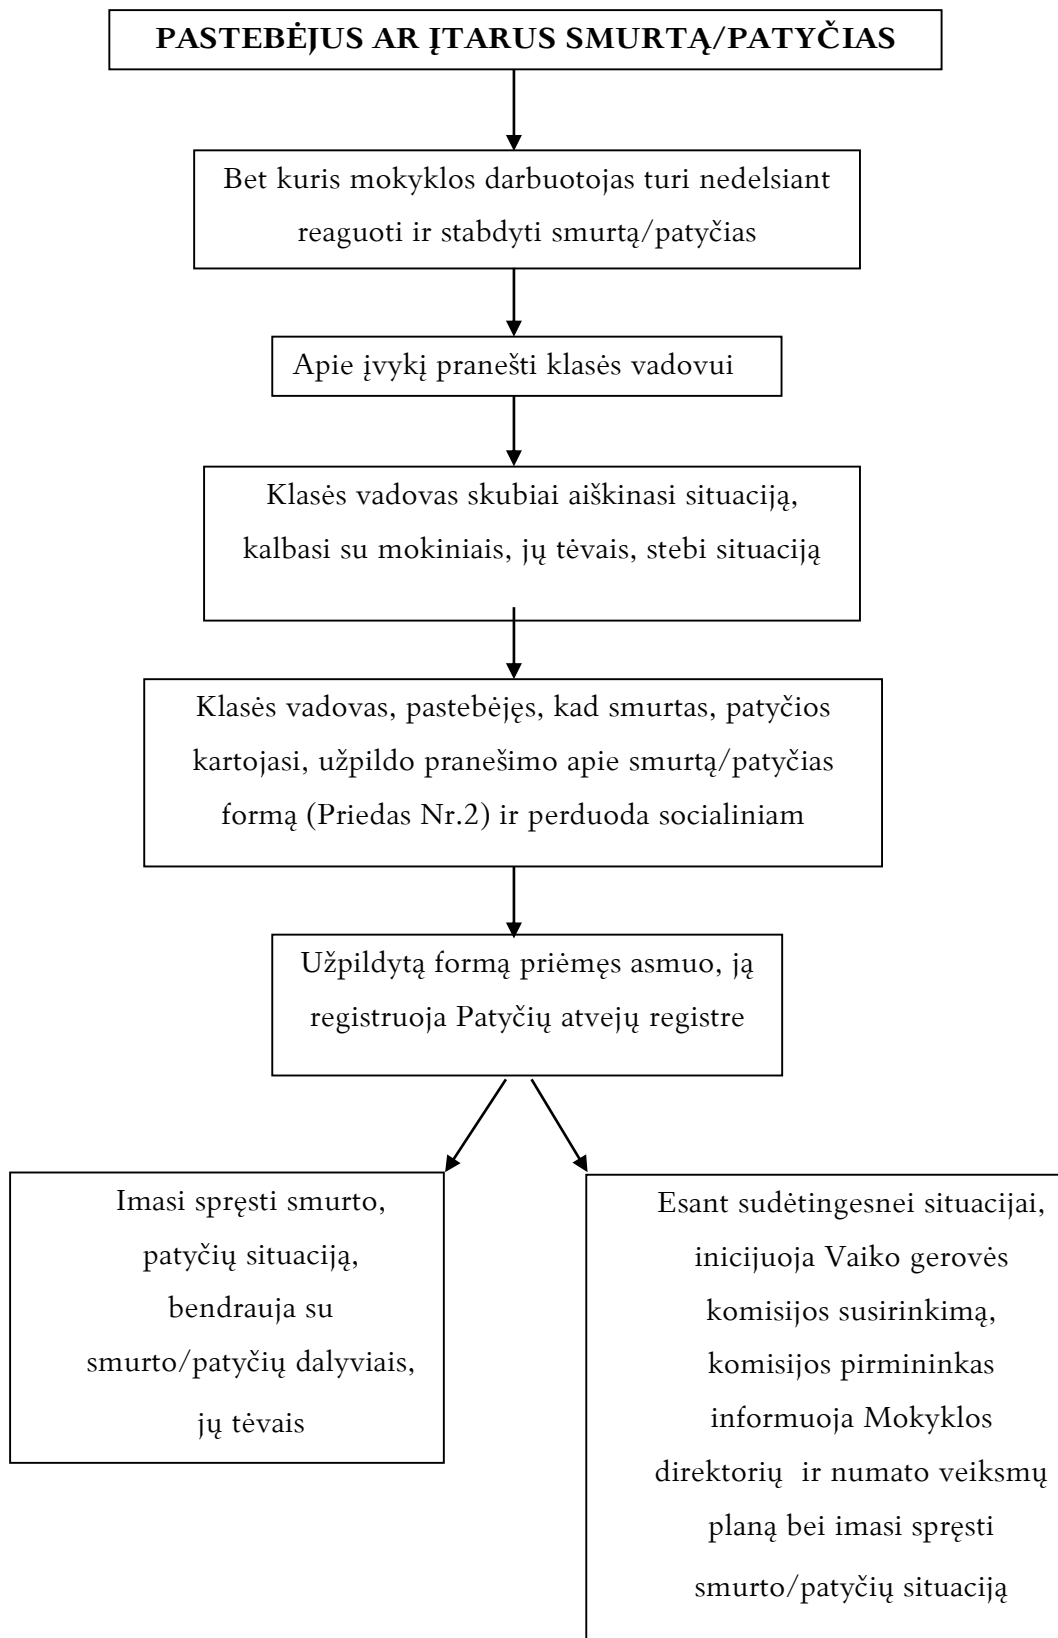 PASTEBĖJUS AR ĮTARUS SMURTĄ/PATYČIAS
Bet kuris mokyklos darbuotojas turi nedelsiant
reaguoti ir stabdyti smurtą/patyčias
Apie įvykį pranešti klasės vadovui
Klasės vadovas skubiai aiškinasi situaciją,
kalbasi su mokiniais, jų tėvais, stebi situaciją
Klasės vadovas, pastebėjęs, kad smurtas, patyčios
kartojasi, užpildo pranešimo apie smurtą/patyčias
formą (Priedas Nr.2) ir perduoda socialiniam
Užpildytą formą priėmęs asmuo, ją
registruoja Patyčių atvejų registre
Imasi spręsti smurto,
patyčių situaciją,
bendrauja su
smurto/patyčių dalyviais,
jų tėvais
Esant sudėtingesnei situacijai,
inicijuoja Vaiko gerovės
komisijos susirinkimą,
komisijos pirmininkas
informuoja Mokyklos
direktorių ir numato veiksmų
planą bei imasi spręsti
smurto/patyčių situaciją